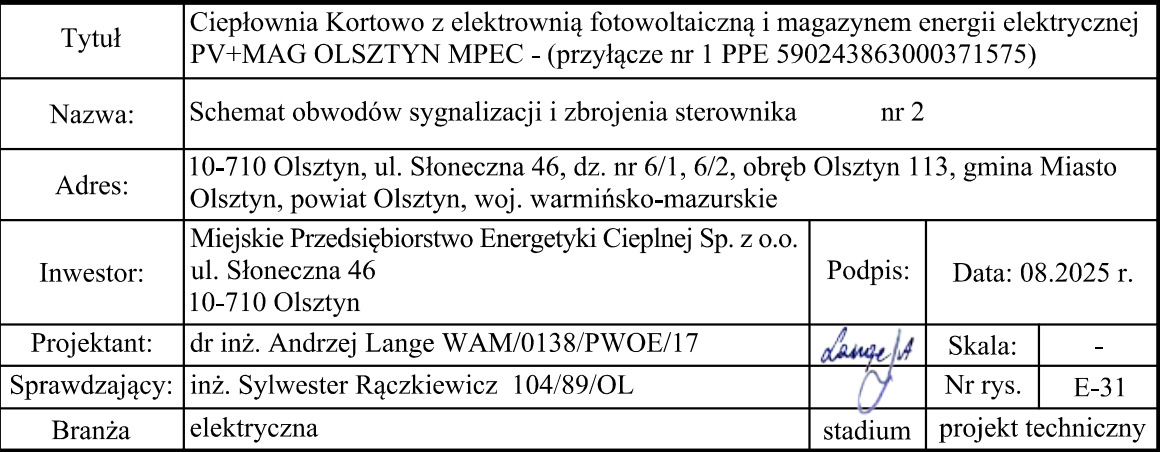 Tytuł
Ciepłownia Kortowo z elektrownią fotowoltaiczną i magazynem energii elektrycznej
PV+MAG OLSZTYN MPEC - (przyłącze nr 1 PPE 590243863000371575)
Nazwa:
Schemat obwodów sygnalizacji i zbrojenia sterownika nr 2
Adres:
10-710 Olsztyn, ul. Słoneczna 46, dz. nr 6/1, 6/2, obręb Olsztyn 113, gmina Miasto
Olsztyn, powiat Olsztyn, woj. warmińsko-mazurskie
Inwestor:
Miejskie Przedsiębiorstwo Energetyki Cieplnej Sp. z o.o.
ul. Słoneczna 46
10-710 Olsztyn
Podpis:
Data: 08.2025 r.
Projektant:
dr inż. Andrzej Lange WAM/0138/PWOE/17
Lange/A
Skala:
-
Sprawdzający:
inż. Sylwester Rączkiewicz 104/89/OL
Nr rys.
E-31
Branża
elektryczna
stadium
projekt techniczny